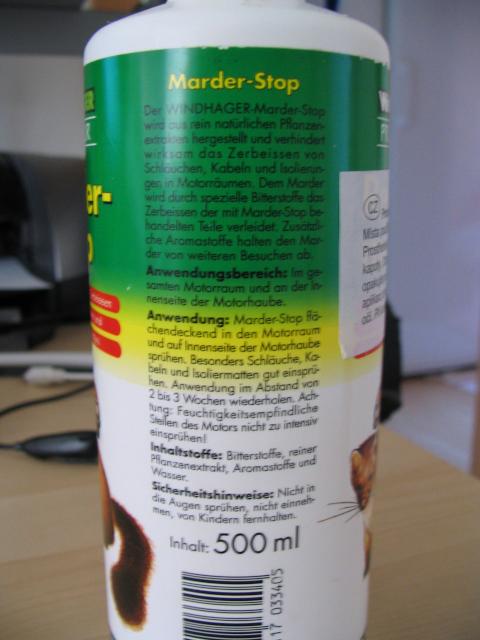 Marder-Stop
Der WINDHAGER-Marder-Stop
wird aus rein natürlichen Pflanzen-
extrakten hergestellt und verhindert
wirksam das Zerbeissen von
Schläuchen, Kabeln und Isolierun-
gen in Motorräumen. Dem Marder
wird durch spezielle Bitterstoffe das
Zerbeissen der mit Marder-Stop be-
handelten Teile verleidet. Zusätzli-
che Aromastoffe halten den Mar-
der von weiteren Besuchen ab.
Anwendungsbereich: Im ge-
samten Motorraum und an der In-
nenseite der Motorhaube.
Anwendung: Marder-Stop flä-
chendeckend in den Motorraum
und auf Innenseite der Motorhaube
sprühen. Besonders Schläuche, Ka-
beln und Isoliermatten gut einsprü-
hen. Anwendung im Abstand von
2 bis 3 Wochen wiederholen. Ach-
tung: Feuchtigkeitsempfindliche
Stellen des Motors nicht zu intensiv
einsprühen!
Inhaltstoffe: Bitterstoffe, reiner
Pflanzenextrakt, Aromastoffe und
Wasser.
Sicherheitshinweise: Nicht in
die Augen sprühen, nicht einneh-
men, von Kindern fernhalten.
Inhalt: 500 ml
17 033405
er-
CZ
Místa
kapoty,